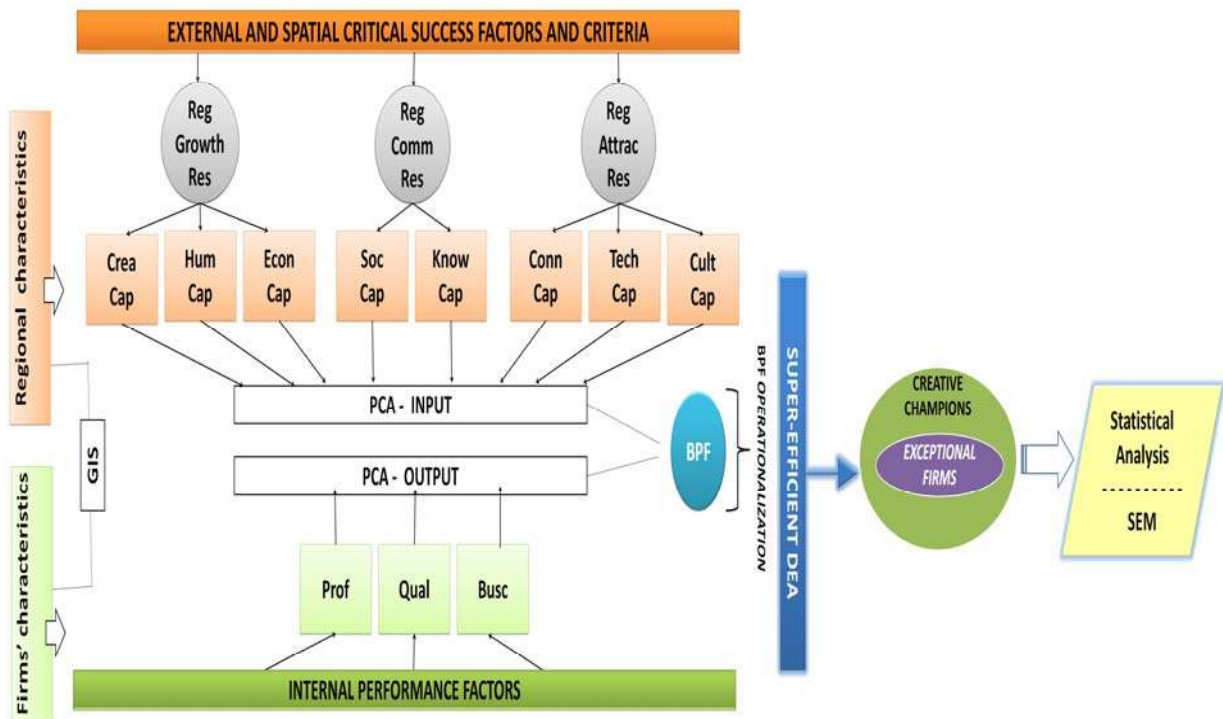 EXTERNAL AND SPATIAL CRITICAL SUCCESS FACTORS AND CRITERIA
Regional characteristics
Reg
Growth
Res
Reg
Comm
Res
Reg
Attrac
Res
Crea
Cap
Hum
Cap
Econ
Cap
Soc
Cap
Know
Cap
Conn
Cap
Tech
Cap
Cult
Cap
PCA - INPUT
PCA - OUTPUT
GIS
BPF
BPF OPERATIONALIZATION
SUPER-EFFICIENT DEA
CREATIVE
CHAMPIONS
EXCEPTIONAL
FIRMS
Statistical
Analysis
----------
SEM
Firms' characteristics
Prof
Qual
Busc
INTERNAL PERFORMANCE FACTORS